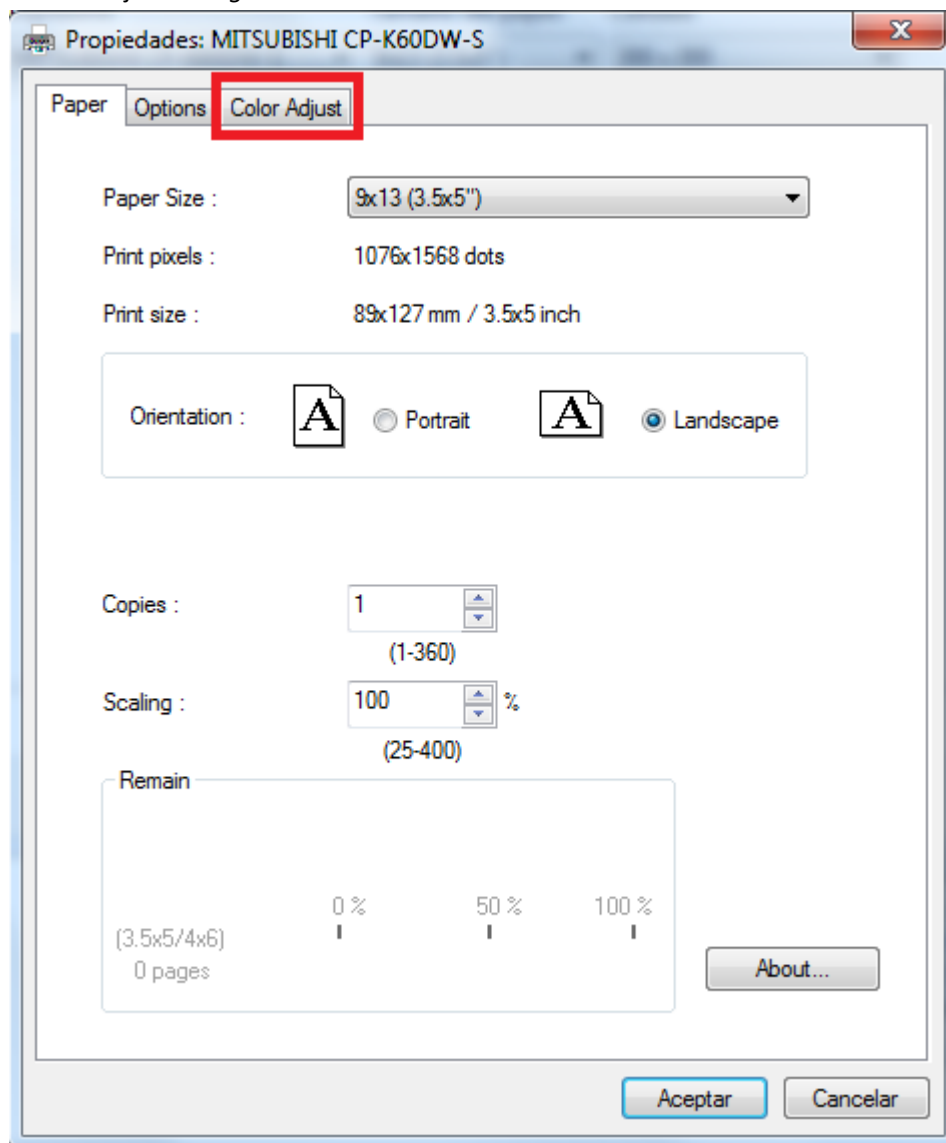 Propiedades: MITSUBISHI CP-K60DW-S
x
Paper Options Color Adjust
Paper Size : 9x13 (3.5x5")
Print pixels : 1076x1568 dots
Print size : 89x127 mm / 3.5x5 inch
Orientation : A Portrait A Landscape
Copies : 1
(1-360)
Scaling : 100 %
(25-400)
Remain
0 % 50 % 100 %
(3.5x5/4x6)
0 pages
About...
Aceptar Cancelar